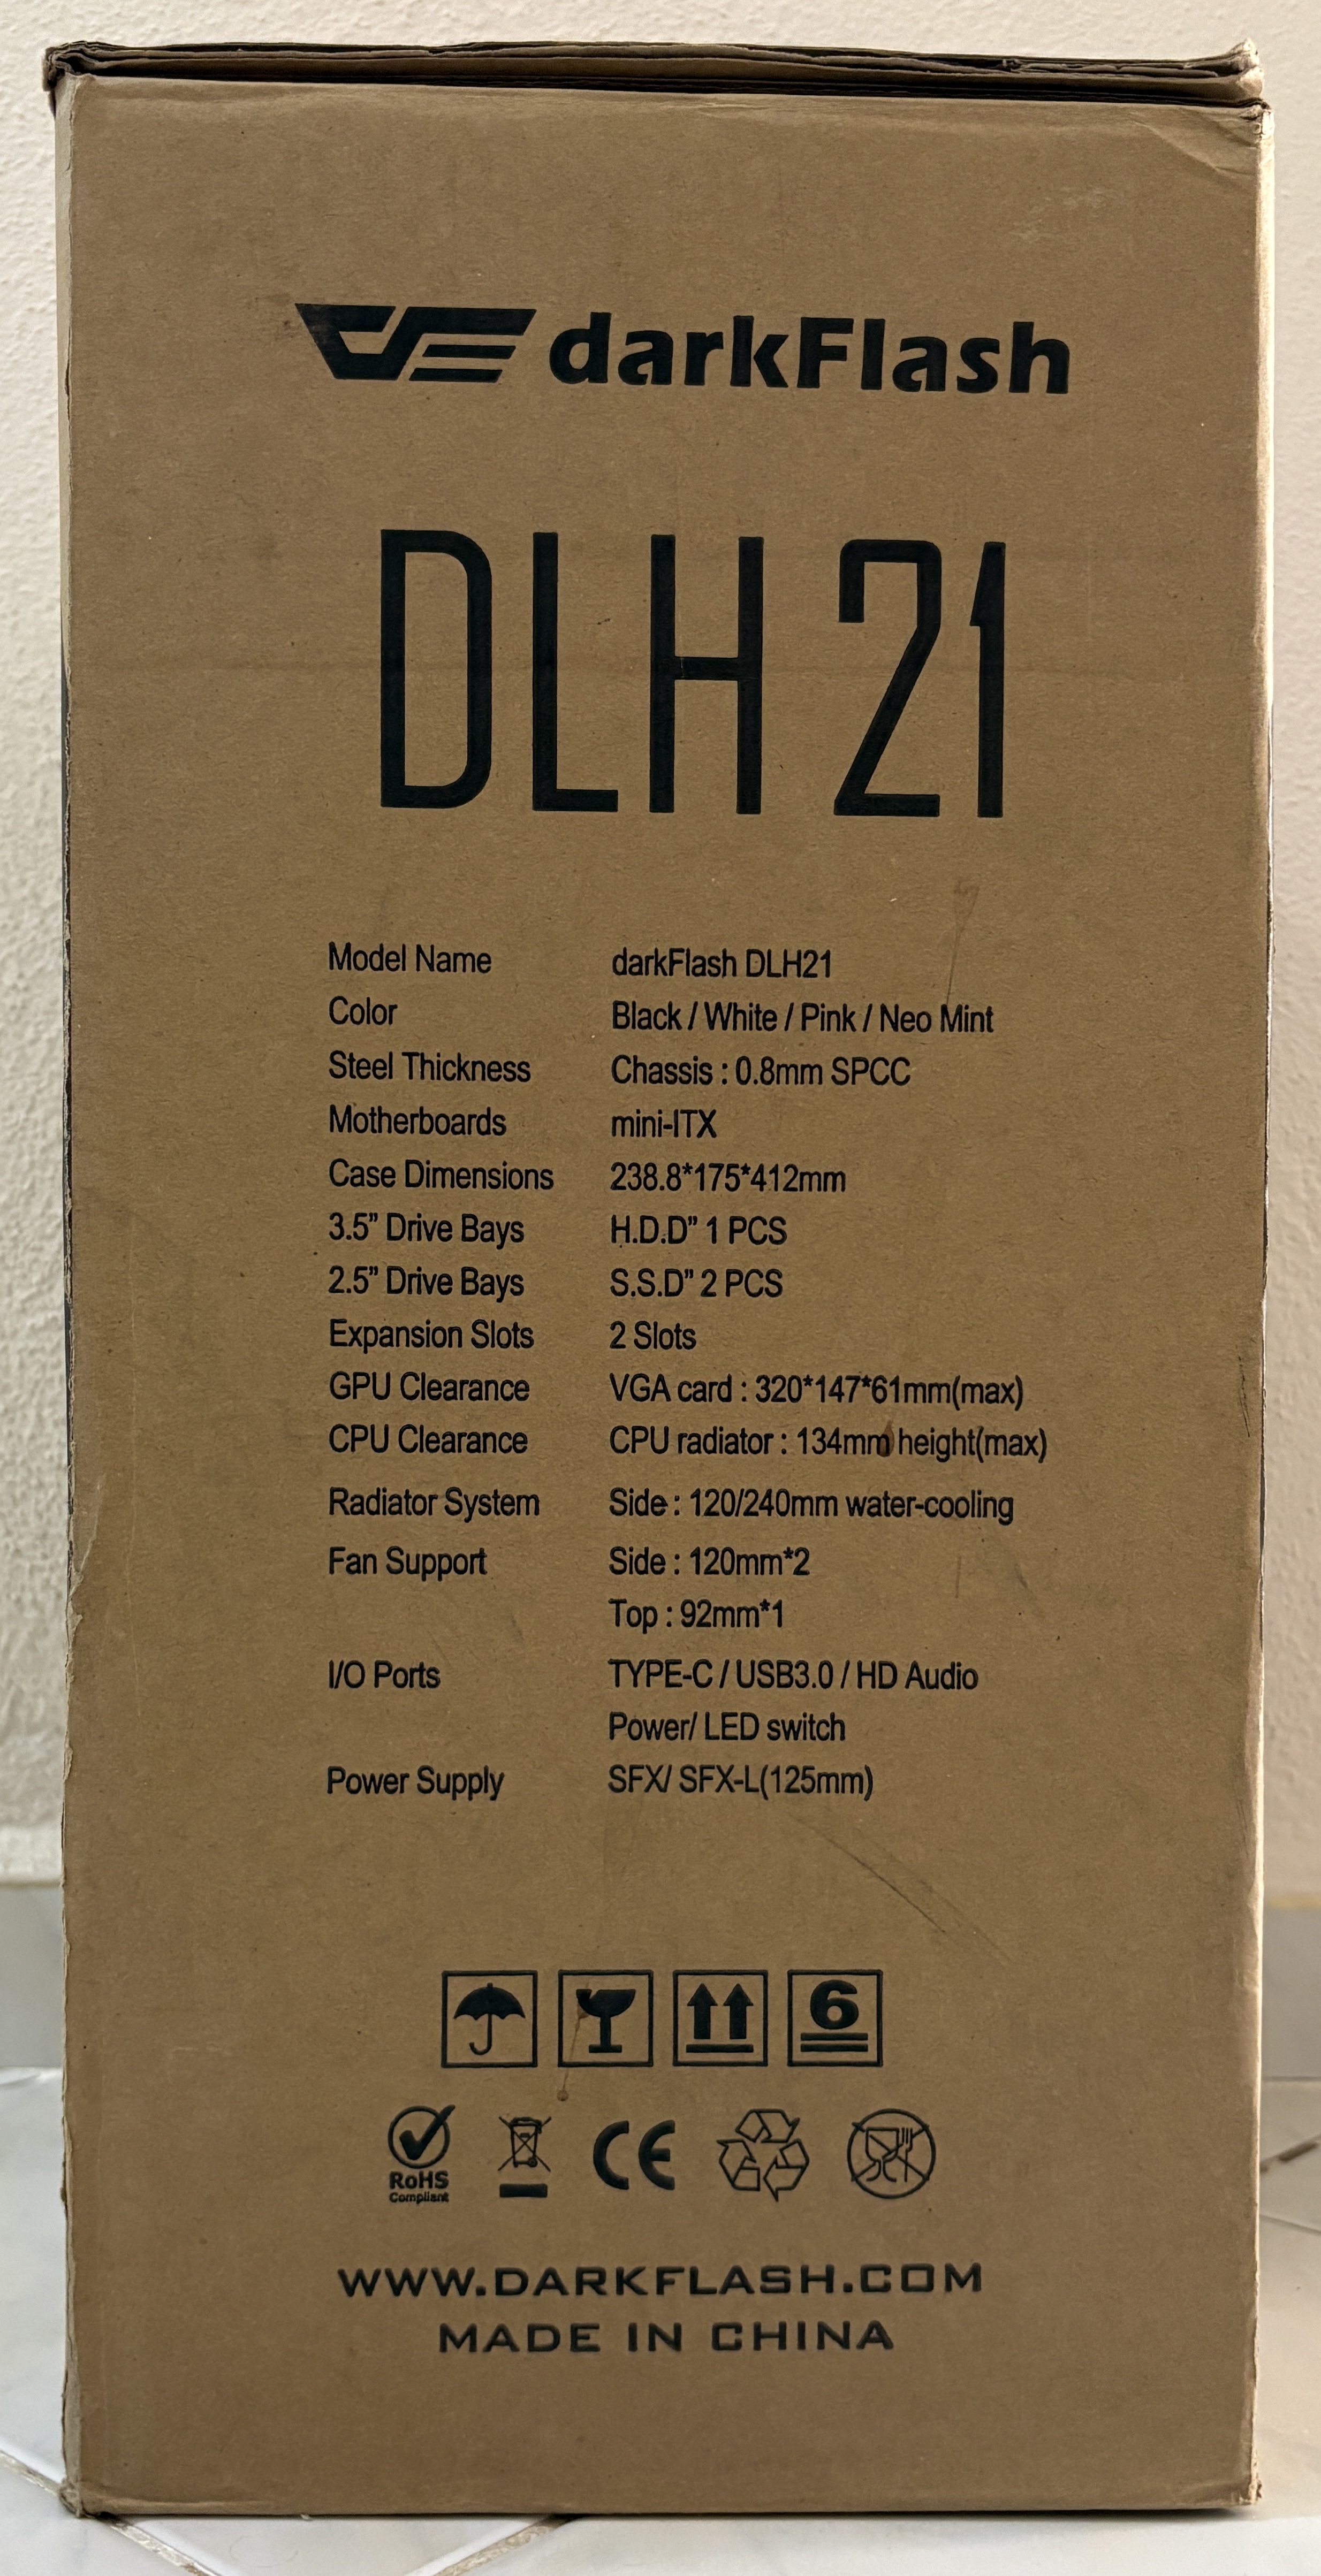 darkFlash
DLH 21
Model Name darkFlash DLH21
Color Black / White / Pink / Neo Mint
Steel Thickness Chassis : 0.8mm SPCC
Motherboards mini-ITX
Case Dimensions 238.8*175*412mm
3.5” Drive Bays H.D.D” 1 PCS
2.5” Drive Bays S.S.D” 2 PCS
Expansion Slots 2 Slots
GPU Clearance VGA card : 320*147*61mm(max)
CPU Clearance CPU radiator : 134mm height(max)
Radiator System Side : 120/240mm water-cooling
Fan Support Side : 120mm*2
Top : 92mm*1
I/O Ports TYPE-C / USB3.0 / HD Audio
Power/ LED switch
Power Supply SFX/ SFX-L(125mm)
6
RoHS
Compliant
CE
WWW.DARKFLASH.COM
MADE IN CHINA